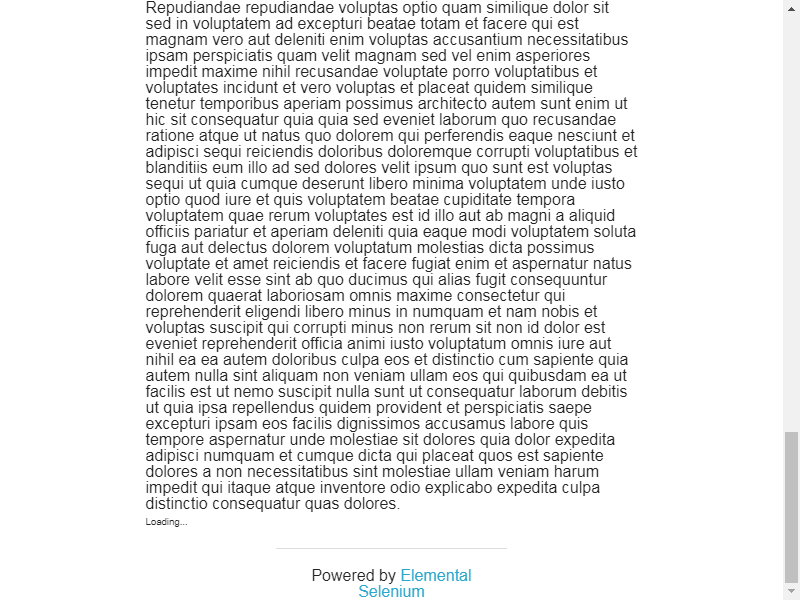 Repudiandae repudiandae voluptas optio quam similique dolor sit
sed in voluptatem ad excepturi beatae totam et facere qui est
magnam vero aut deleniti enim voluptas accusantium necessitatibus
ipsam perspiciatis quam velit magnam sed vel enim asperiores
impedit maxime nihil recusandae voluptate porro voluptatibus et
voluptates incidunt et vero voluptas et placeat quidem similique
tenetur temporibus aperiam possimus architecto autem sunt enim ut
hic sit consequatur quia quia sed eveniet laborum quo recusandae
ratione atque ut natus quo dolorem qui perferendis eaque nesciunt et
adipisci sequi reiciendis doloribus doloremque corrupti voluptatibus et
blanditiis eum illo ad sed dolores velit ipsum quo sunt est voluptas
sequi ut quia cumque deserunt libero minima voluptatem unde iusto
optio quod iure et quis voluptatem beatae cupiditate tempora
voluptatem quae rerum voluptates est id illo aut ab magni a aliquid
officiis pariatur et aperiam deleniti quia eaque modi voluptatem soluta
fuga aut delectus dolorem voluptatum molestias dicta possimus
voluptate et amet reiciendis et facere fugiat enim et aspernatur natus
labore velit esse sint ab quo ducimus qui alias fugit consequuntur
dolorem quaerat laboriosam omnis maxime consectetur qui
reprehenderit eligendi libero minus in numquam et nam nobis et
voluptas suscipit qui corrupti minus non rerum sit non id dolor est
eveniet reprehenderit officia animi iusto voluptatum omnis iure aut
nihil ea ea autem doloribus culpa eos et distinctio cum sapiente quia
autem nulla sint aliquam non veniam ullam eos qui quibusdam ea ut
facilis est ut nemo suscipit nulla sunt ut consequatur laborum debitis
ut quia ipsa repellendus quidem provident et perspiciatis saepe
excepturi ipsam eos facilis dignissimos accusamus labore quis
tempore aspernatur unde molestiae sit dolores quia dolor expedita
adipisci numquam et cumque dicta qui placeat quos est sapiente
dolores a non necessitatibus sint molestiae ullam veniam harum
impedit qui itaque atque inventore odio explicabo expedita culpa
distinctio consequatur quas dolores.
Loading...
Powered by Elemental
Selenium